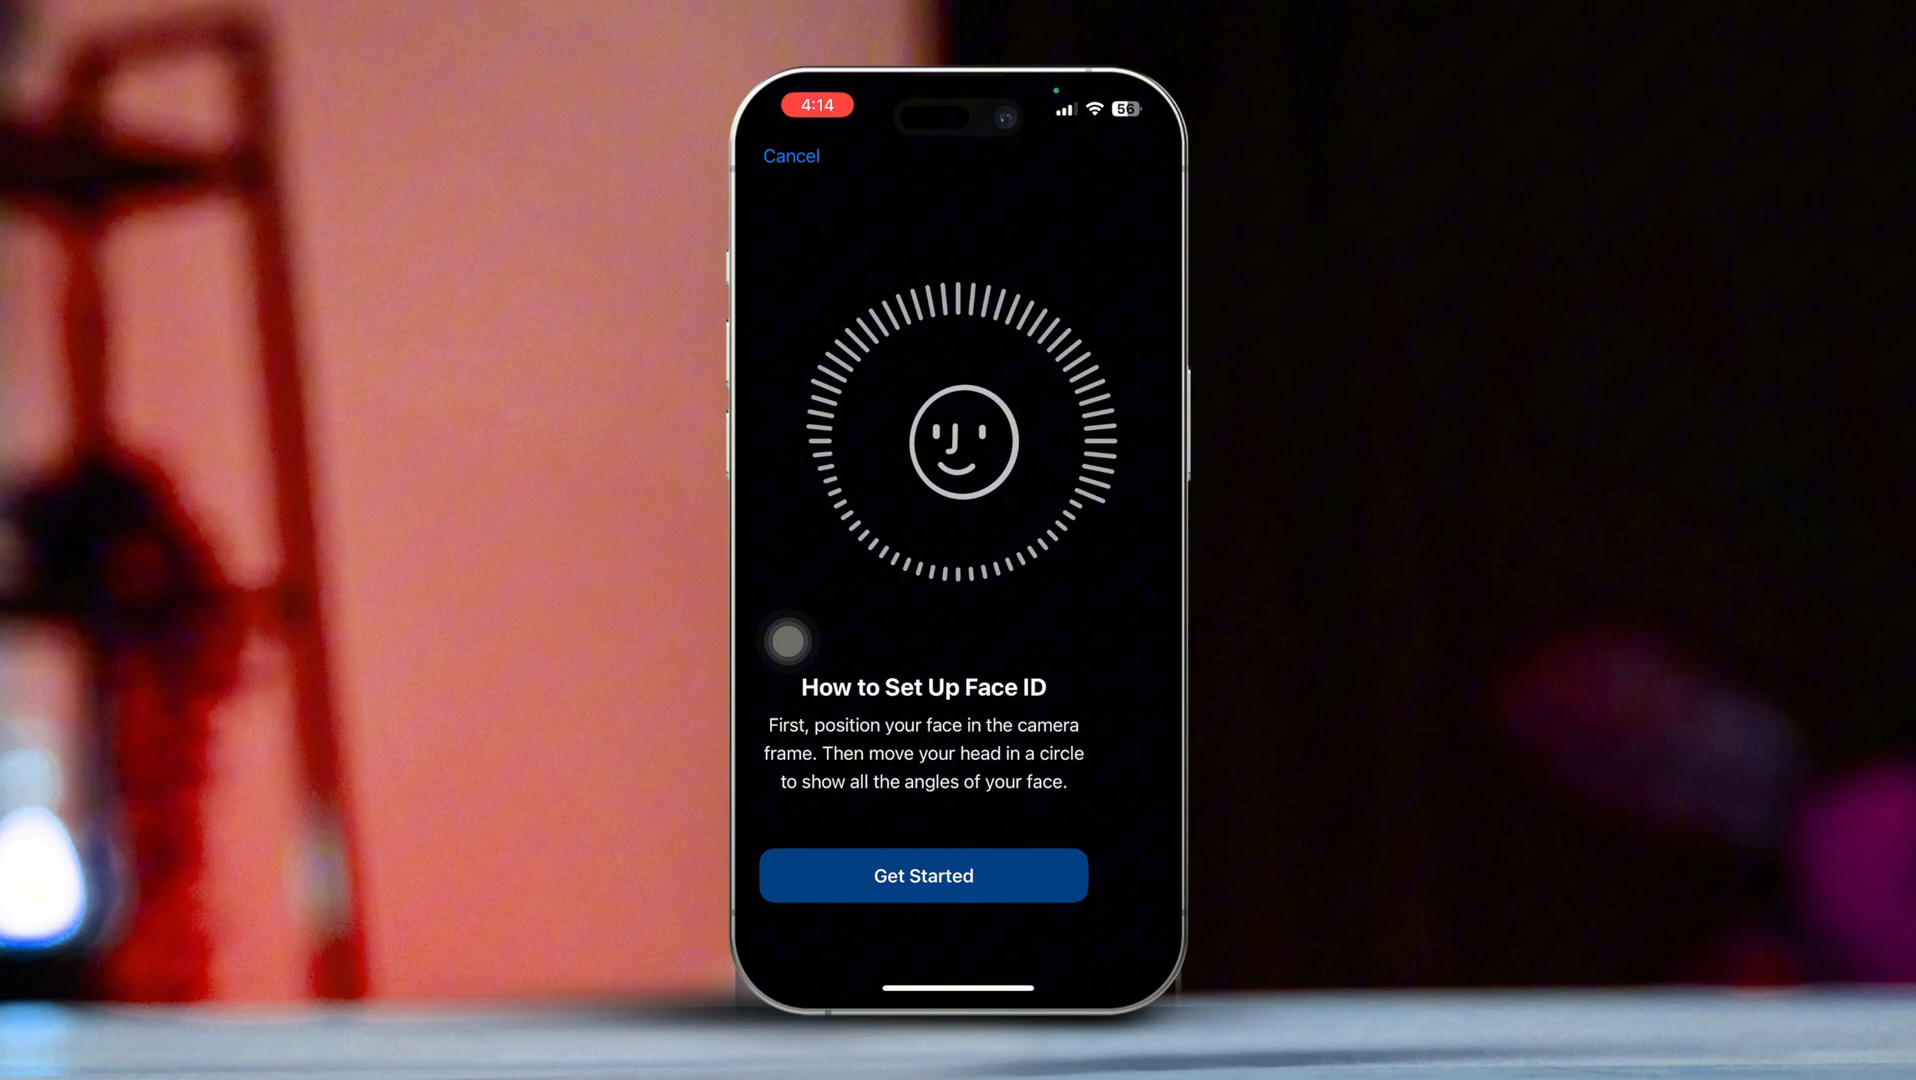 4:14
56
Cancel
How to Set Up Face ID
First, position your face in the camera
frame. Then move your head in a circle
to show all the angles of your face.
Get Started